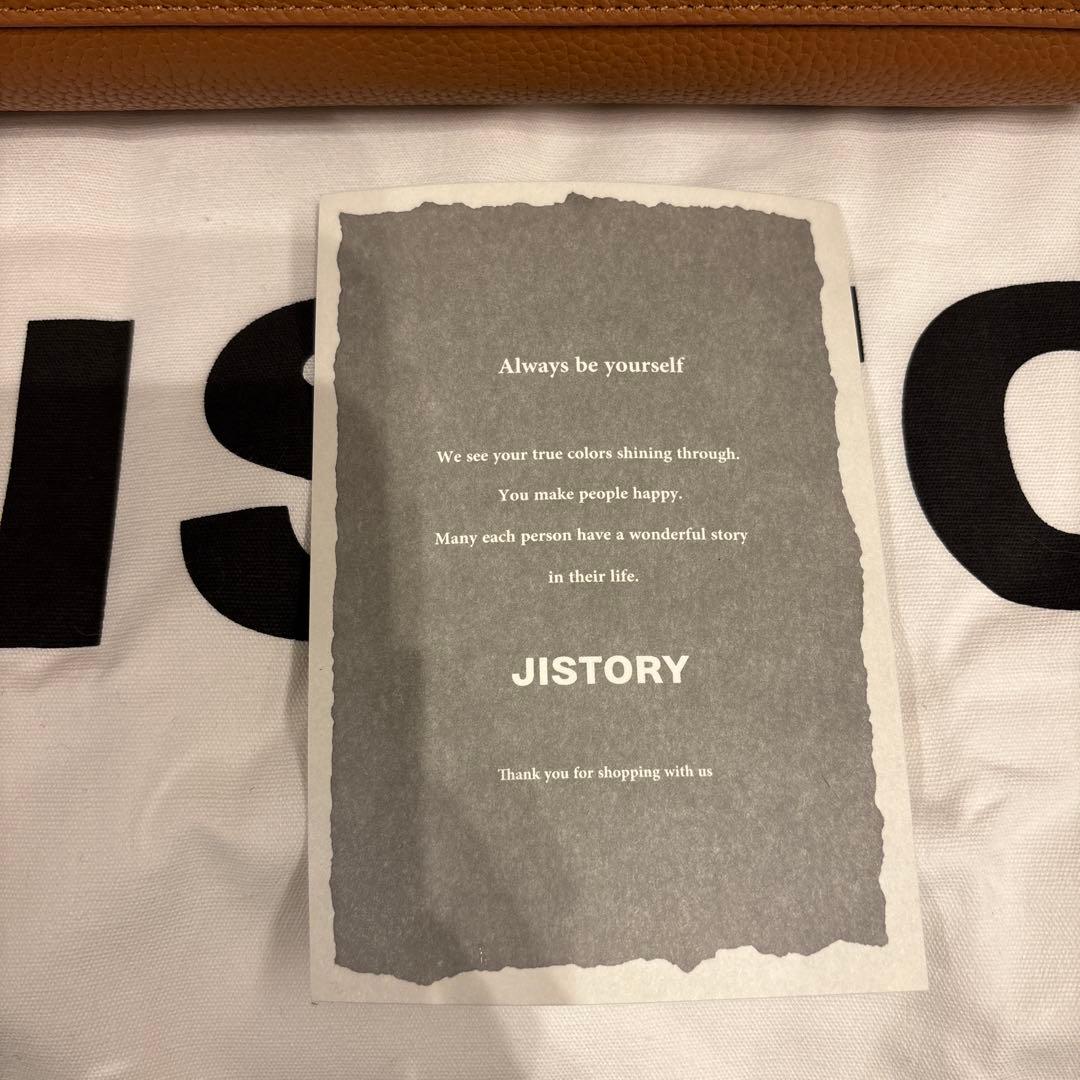 Always be yourself
We see your true colors shining through.
You make people happy.
Many each person have a wonderful story
in their life.
JISTORY
Thank you for shopping with us